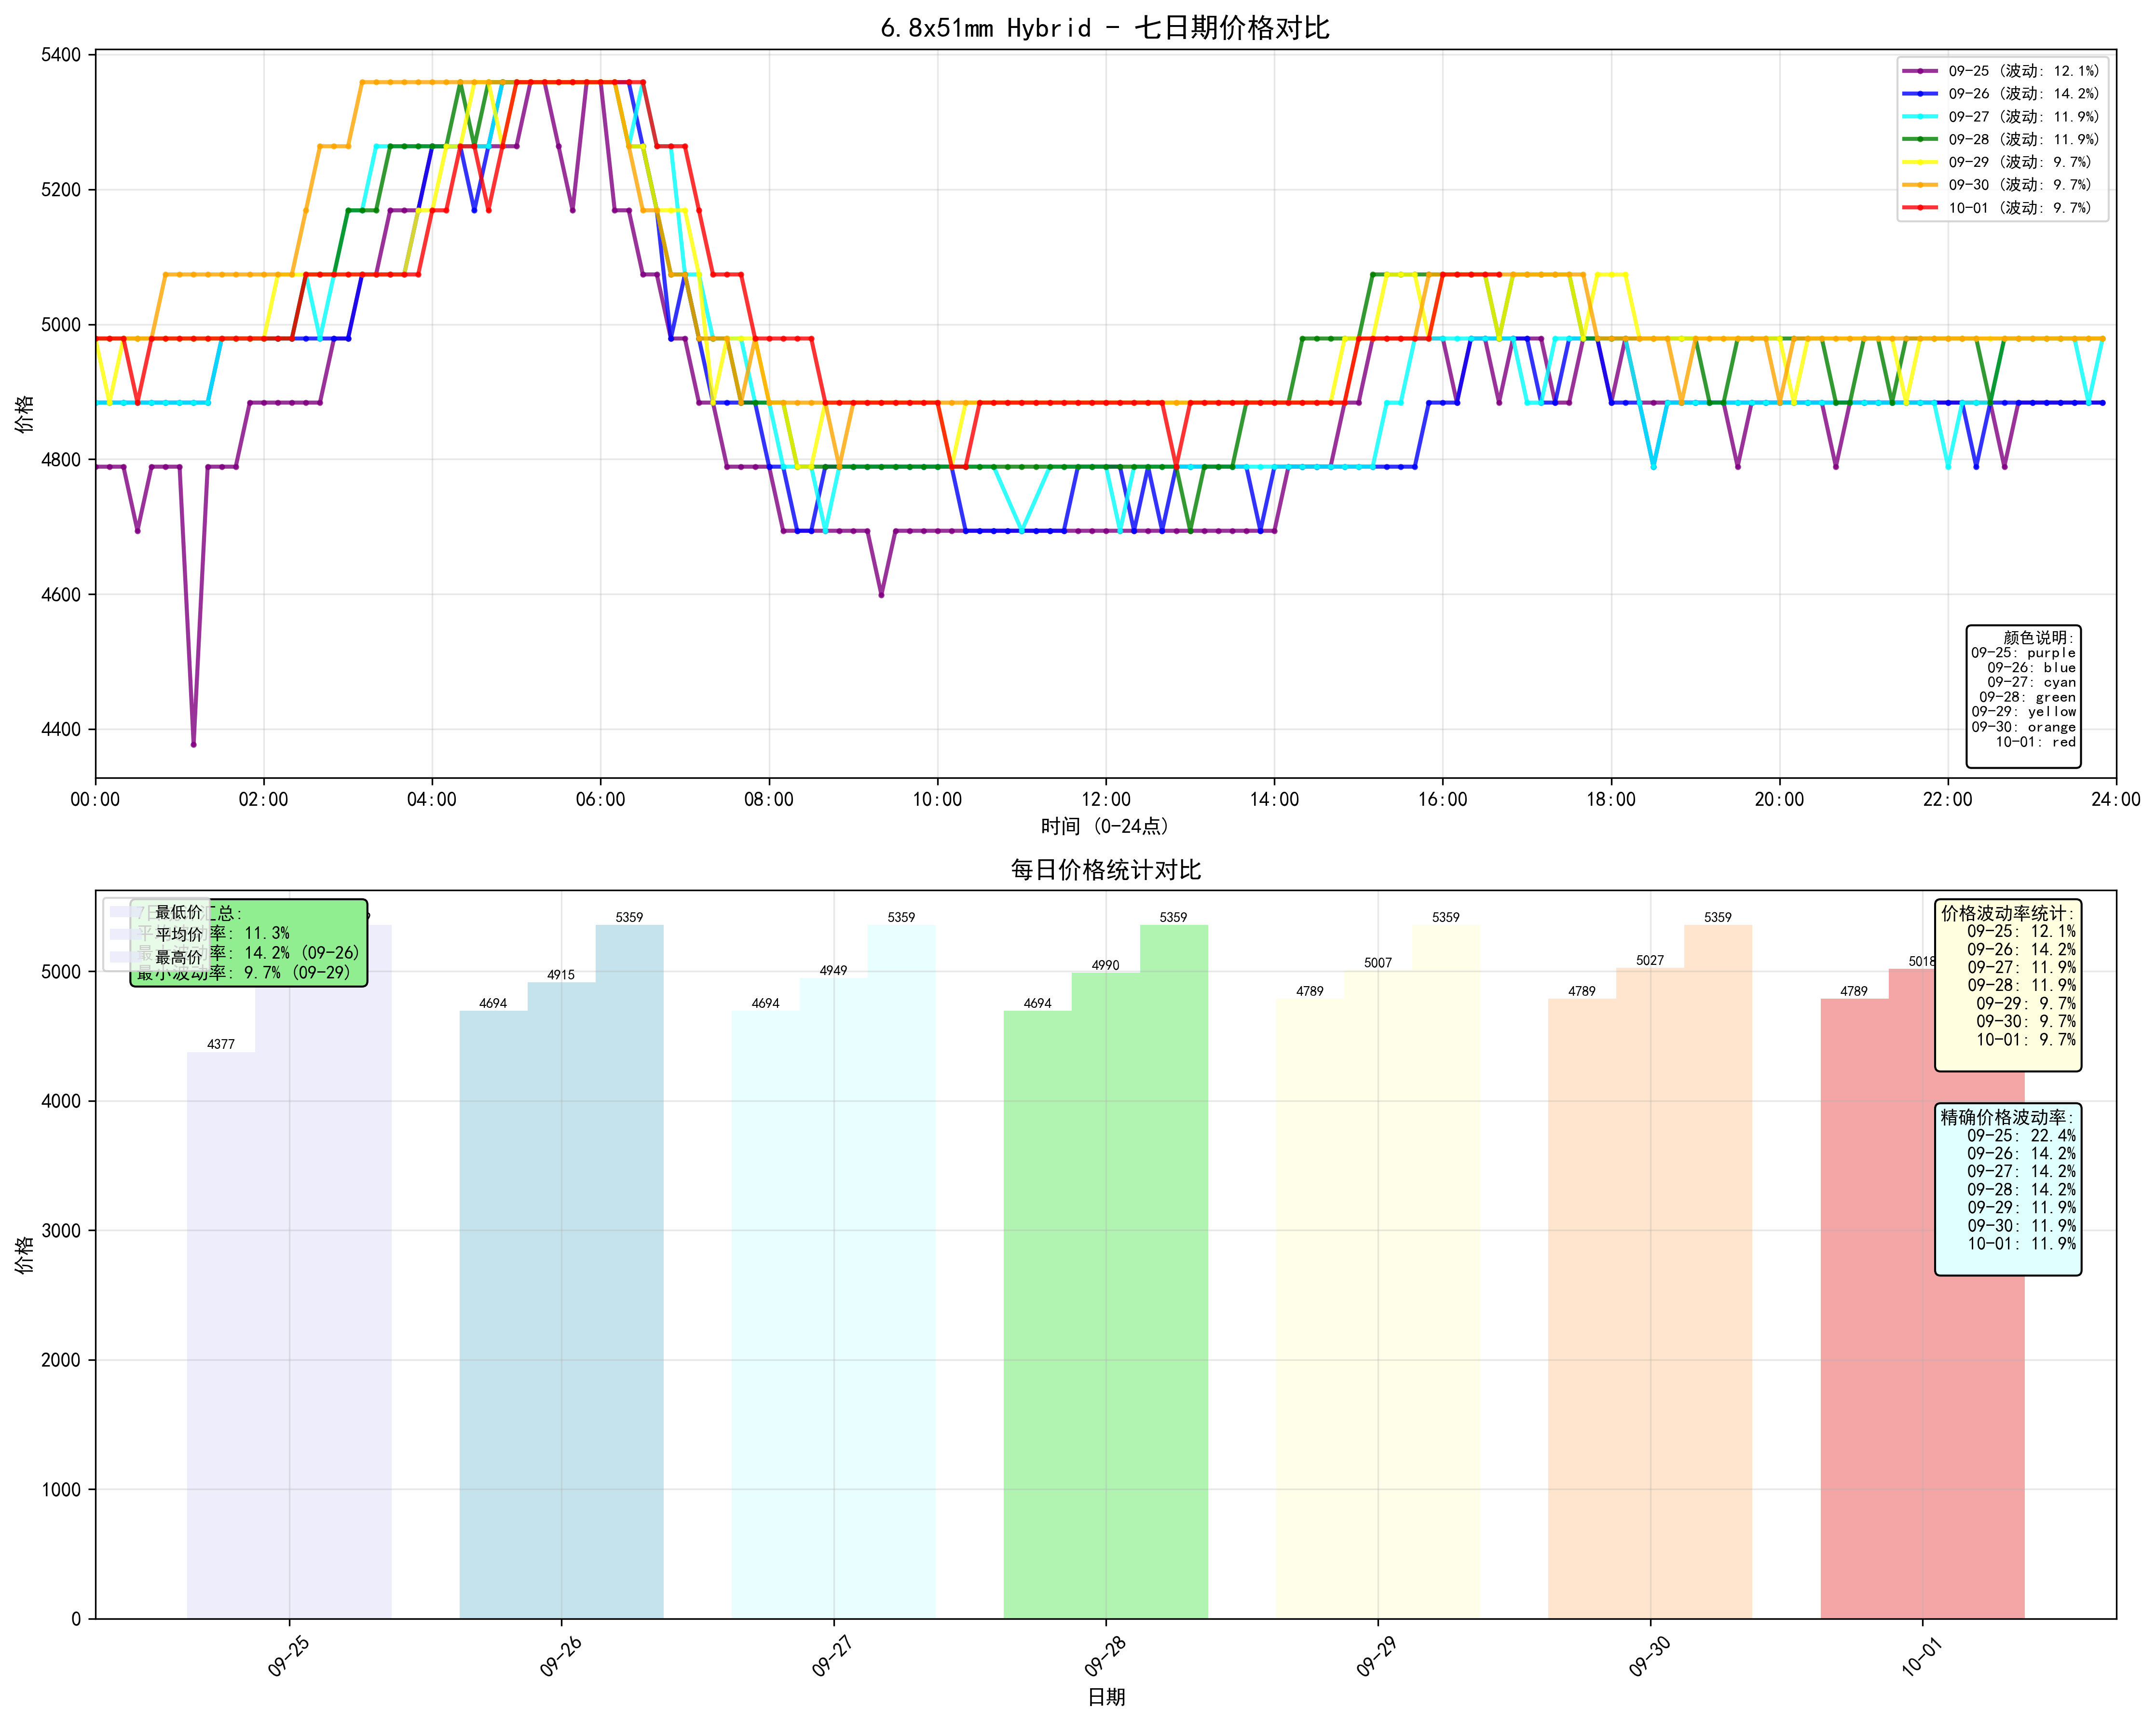 6.8x51mm Hybrid - 七日期价格对比
价格
5400
5200
5000
4800
4600
4400
09-25 (波动: 12.1%)
09-26 (波动: 14.2%)
09-27 (波动: 11.9%)
09-28 (波动: 11.9%)
09-29 (波动: 9.7%)
09-30 (波动: 9.7%)
10-01 (波动: 9.7%)
颜色说明:
09-25: purple
09-26: blue
09-27: cyan
09-28: green
09-29: yellow
09-30: orange
10-01: red
00:00 02:00 04:00 06:00 08:00 10:00 12:00 14:00 16:00 18:00 20:00 22:00 24:00
时间 (0-24点)
每日价格统计对比
价格
5000
4000
3000
2000
1000
0
最低价
平均价
最高价
汇总:
率: 11.3%
率: 14.2% (09-26)
最小波动率: 9.7% (09-29)
4377
4694 4915 5359
4694 4949 5359
4694 4990 5359
4789 5007 5359
4789 5027 5359
4789 5018
价格波动率统计:
09-25: 12.1%
09-26: 14.2%
09-27: 11.9%
09-28: 11.9%
09-29: 9.7%
09-30: 9.7%
10-01: 9.7%
精确价格波动率:
09-25: 22.4%
09-26: 14.2%
09-27: 14.2%
09-28: 14.2%
09-29: 11.9%
09-30: 11.9%
10-01: 11.9%
09-25 09-26 09-27 09-28 09-29 09-30 10-01
日期